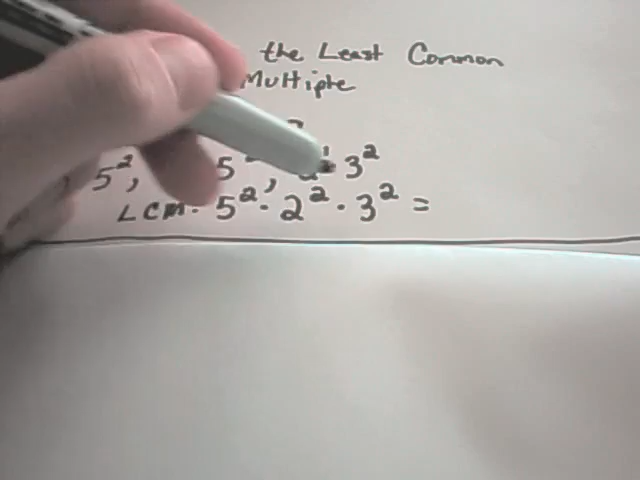 the Least Common
Multiple
5², 5 , 3²
LCM: 5² · 2² · 3² =